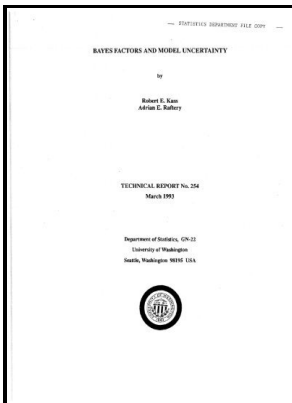 STATISTICS DEPARTMENT FILE COPY
BAYES FACTORS AND MODEL UNCERTAINTY
by
Robert E. Kass
Adrian E. Raftery
TECHNICAL REPORT No. 254
March 1993
Department of Statistics, GN-22
University of Washington
Seattle, Washington 98195 USA